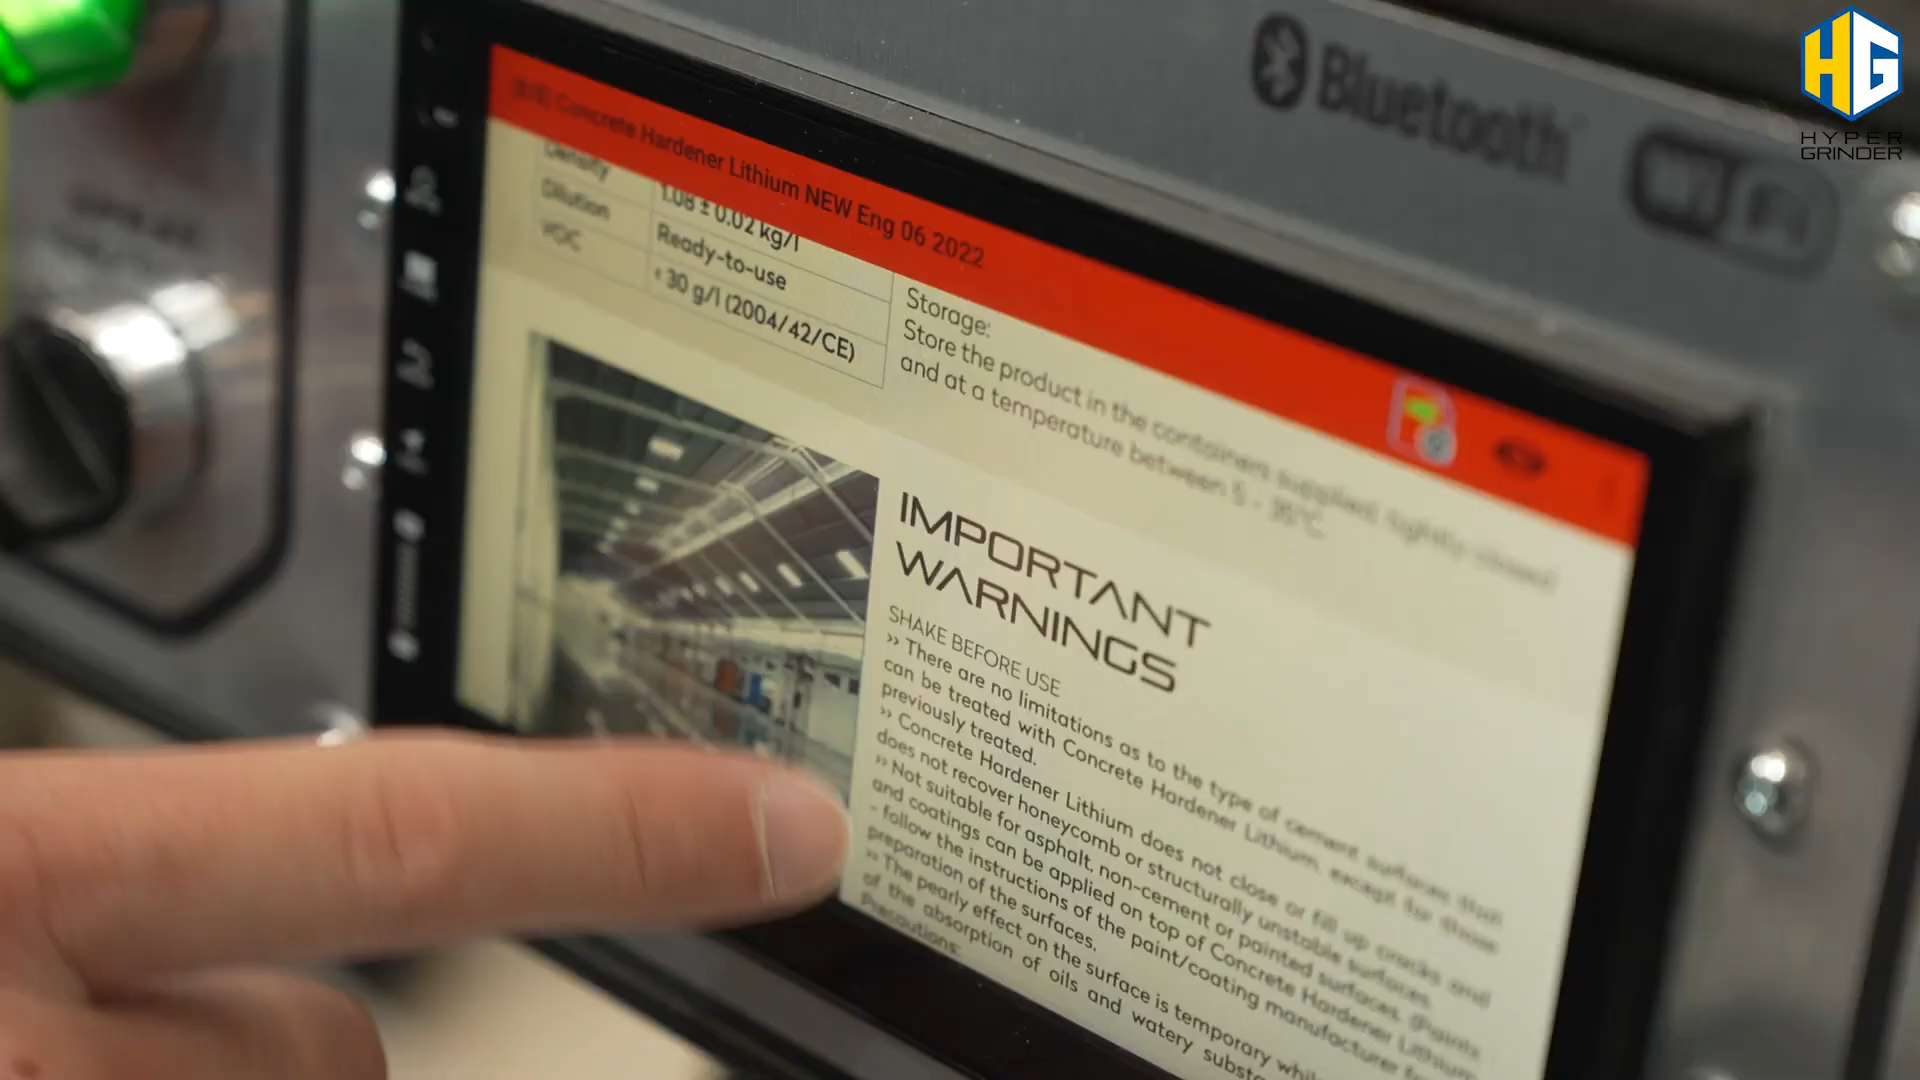 HG
HYPER
GRINDER
Bluetooth
Concrete Hardener Lithium NEW Eng 06 2022
Density
1.08 ± 0.02 kg/l
Dilution
Ready-to-use
VOC
< 30 g/l (2004/42/CE)
Storage:
Store the product in the containers supplied, tightly closed
and at a temperature between 5 - 35°C.
IMPORTANT
WARNINGS
SHAKE BEFORE USE
›› There are no limitations as to the type of cement surfaces that
can be treated with Concrete Hardener Lithium, except for those
previously treated.
›› Concrete Hardener Lithium does not close or fill up cracks and
does not recover honeycomb or structurally unstable surfaces.
›› Not suitable for asphalt, non-cement or painted surfaces. (Paints
and coatings can be applied on top of Concrete Hardener Lithium
- follow the instructions of the paint/coating manufacturer for
preparation of the surfaces.
›› The pearly effect on the surface is temporary
of the absorption of oils and watery
Precautions: